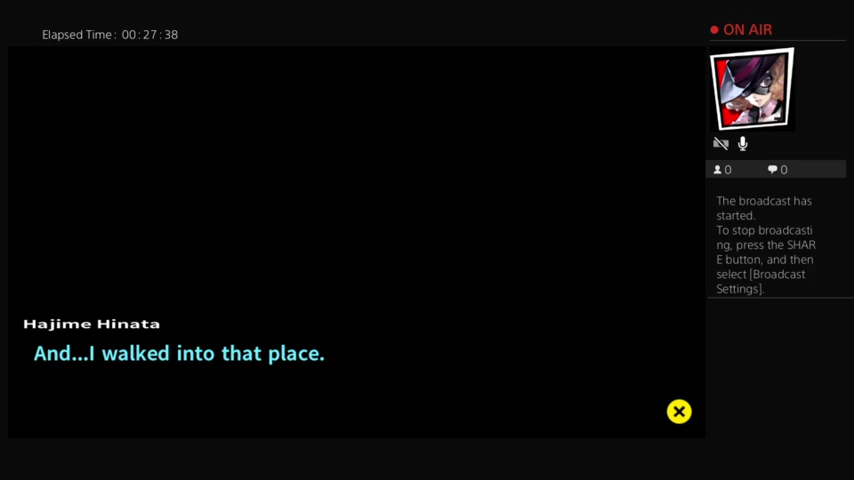 Elapsed Time: 00:27:38
ON AIR
0 0
The broadcast has
started.
To stop broadcasti
ng, press the SHAR
E button, and then
select [Broadcast
Settings].
Hajime Hinata
And...I walked into that place.